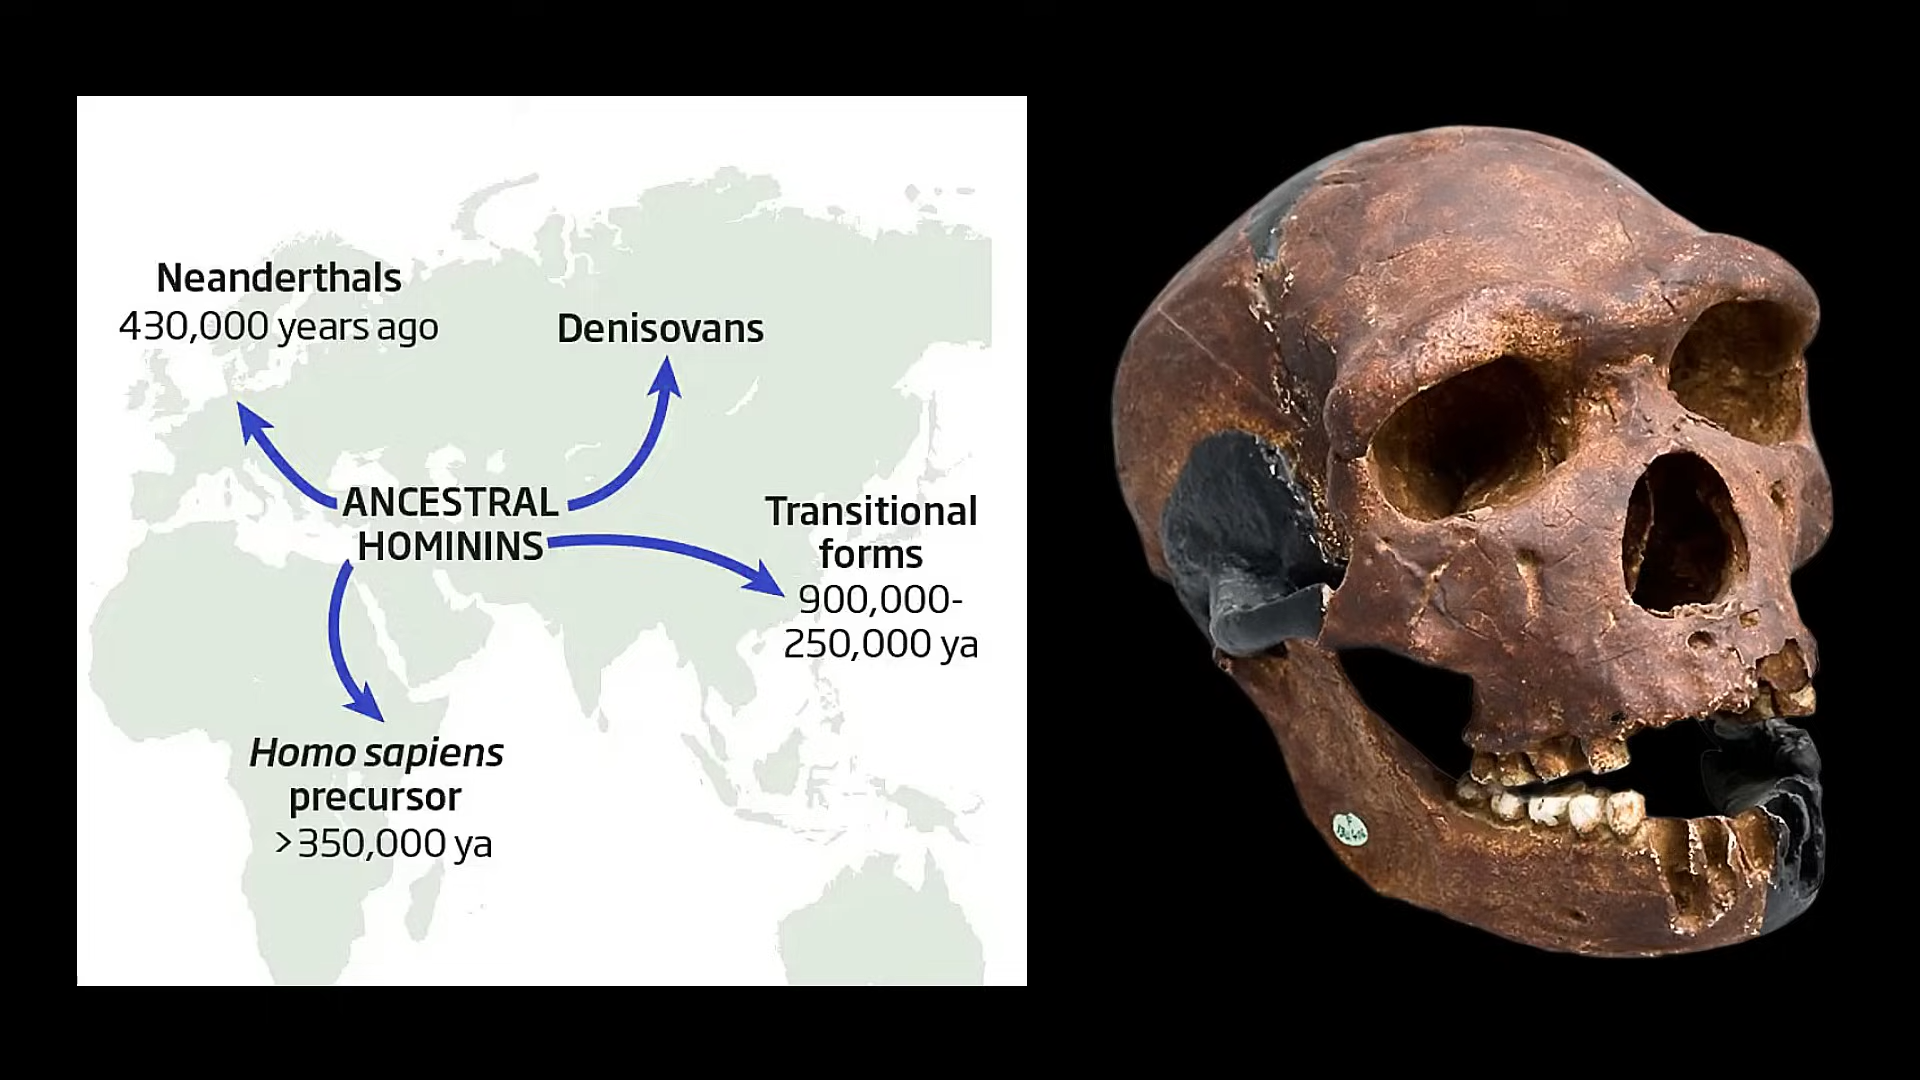 Neanderthals
430,000 years ago
Denisovans
ANCESTRAL
HOMININS
Transitional
forms
900,000-
250,000 ya
Homo sapiens
precursor
>350,000 ya